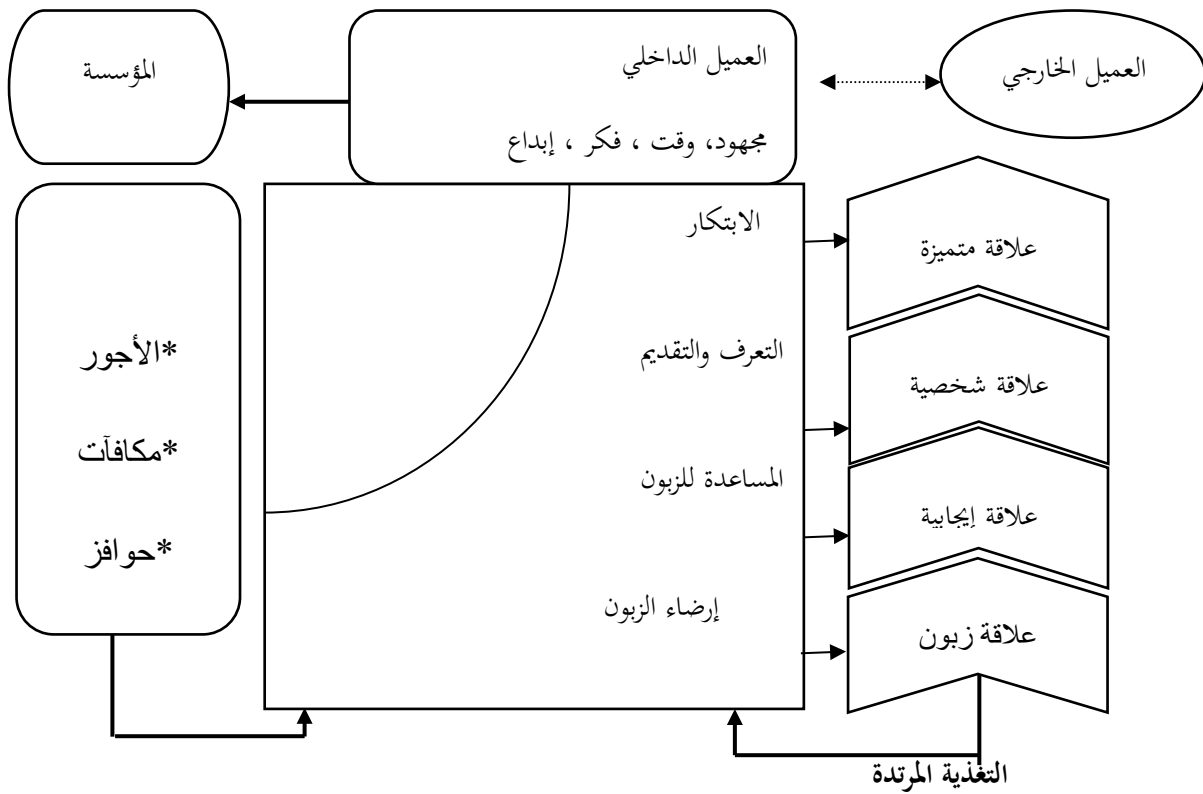 العميل الخارجي
العميل الداخلي
مجهود، وقت ، فكر ، إبداع
المؤسسة
علاقة متميزة
علاقة شخصية
علاقة إيجابية
علاقة زبون
الابتكار
التعرف والتقديم
المساعدة للزبون
إرضاء الزبون
*الأجور
*مكافآت
*حوافز
التغذية المرتدة